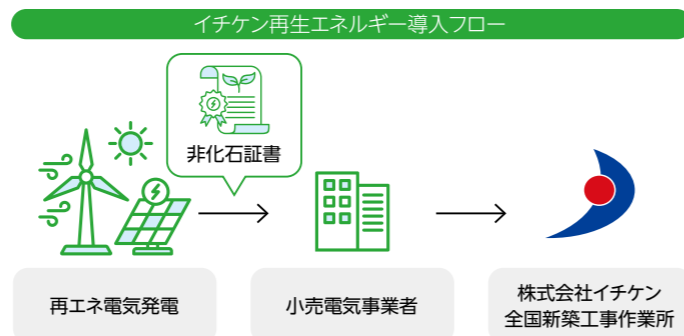 イチケン再生エネルギー導入フロー
非化石証書
再エネ電気発電
小売電気事業者
株式会社イチケン
全国新築工事作業所